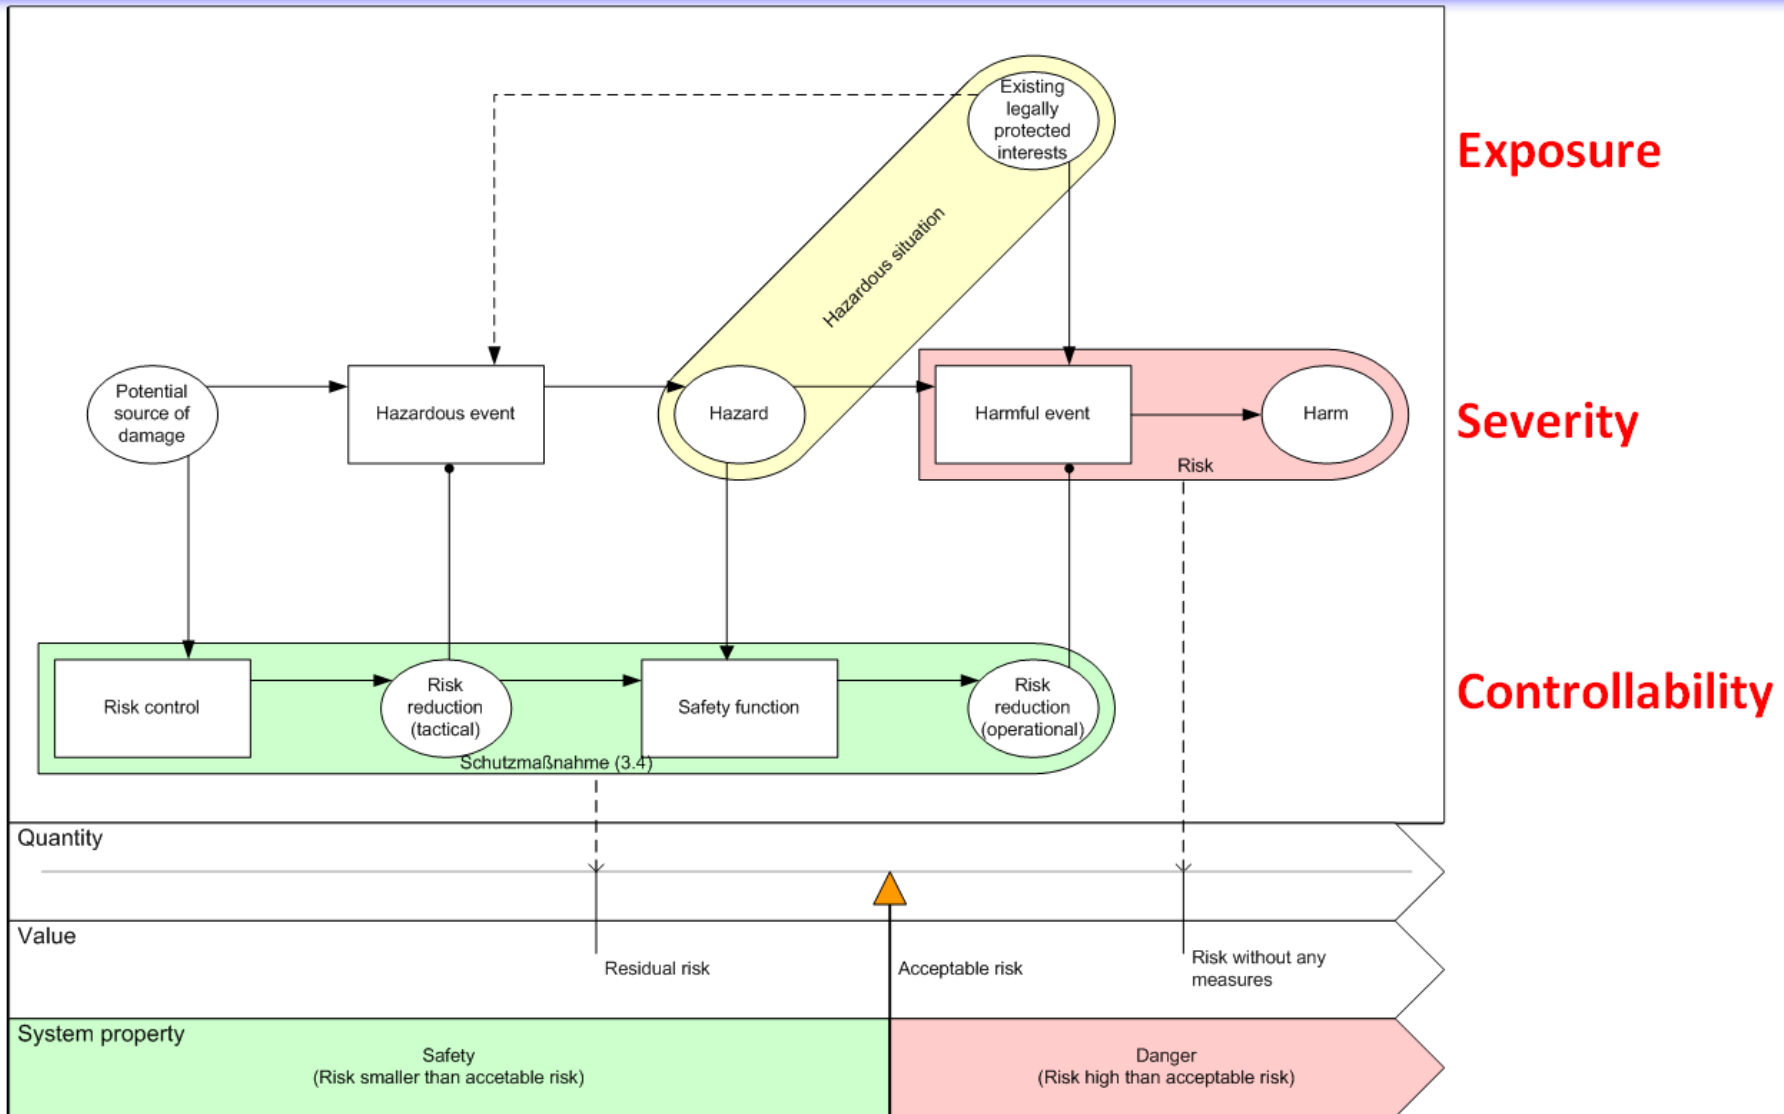 Existing
legally
protected
interests
Exposure
Hazardous situation
Potential
source of
damage
Hazardous event
Hazard
Harmful event
Harm
Severity
Risk
Risk control
Risk
reduction
(tactical)
Safety function
Risk
reduction
(operational)
Controllability
Schutzmaßnahme (3.4)
Quantity
Value
Residual risk
Acceptable risk
Risk without any
measures
System property
Safety
(Risk smaller than accetable risk)
Danger
(Risk high than acceptable risk)